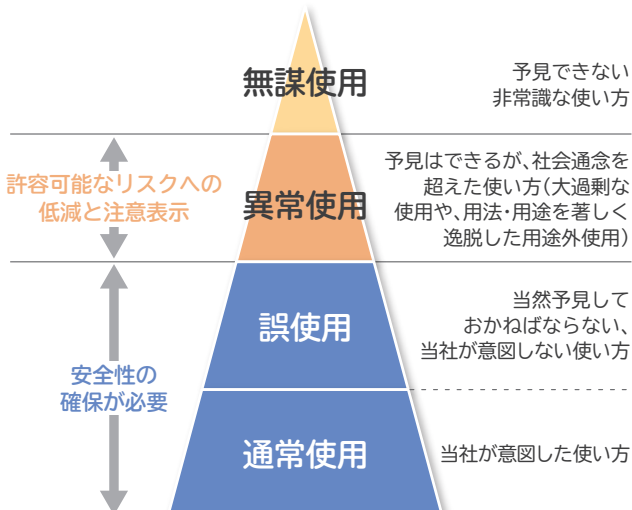 無謀使用
予見できない
非常識な使い方
許容可能なリスクへの
低減と注意表示
異常使用
予見はできるが、社会通念を
超えた使い方(大過剰な
使用や、用法・用途を著しく
逸脱した用途外使用)
誤使用
当然予見して
おかねばならない、
当社が意図しない使い方
安全性の
確保が必要
通常使用
当社が意図した使い方